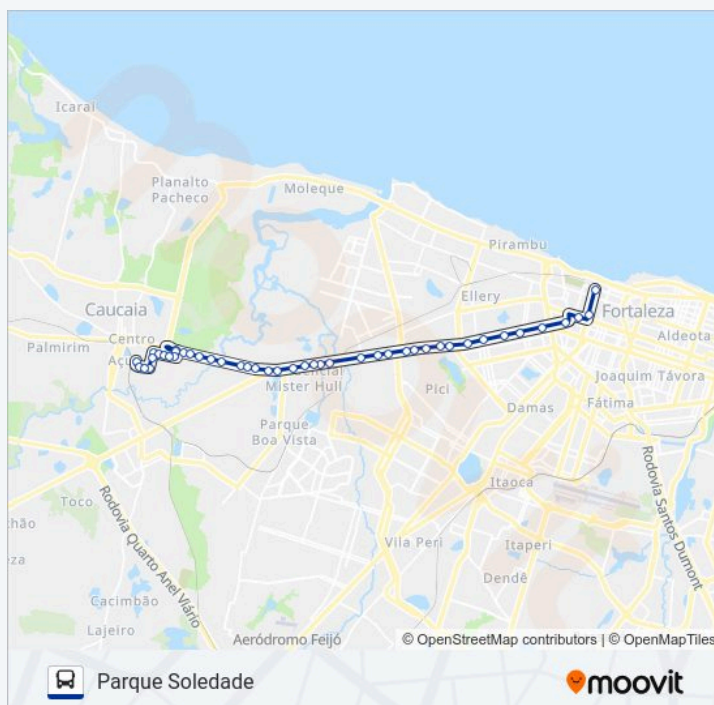 Icaraí
Planalto
Pacheco
Moleque
Pirambu
Ellery
Caucaia
Fortaleza
Centro
Aldeota
Palmirim
Açu
Joaquim Távora
Mister Hull
Pici
Damas
Fátima
Parque
Boa Vista
Itaoca
Toco
Rodovia Quarto Anel Viário
Rodovia Santos Dumont
Vila Peri
Itaperi
Dendê
Cacimbão
Lajeiro
Aeródromo Feijó
© OpenStreetMap contributors | © OpenMapTiles
Parque Soledade
moovit